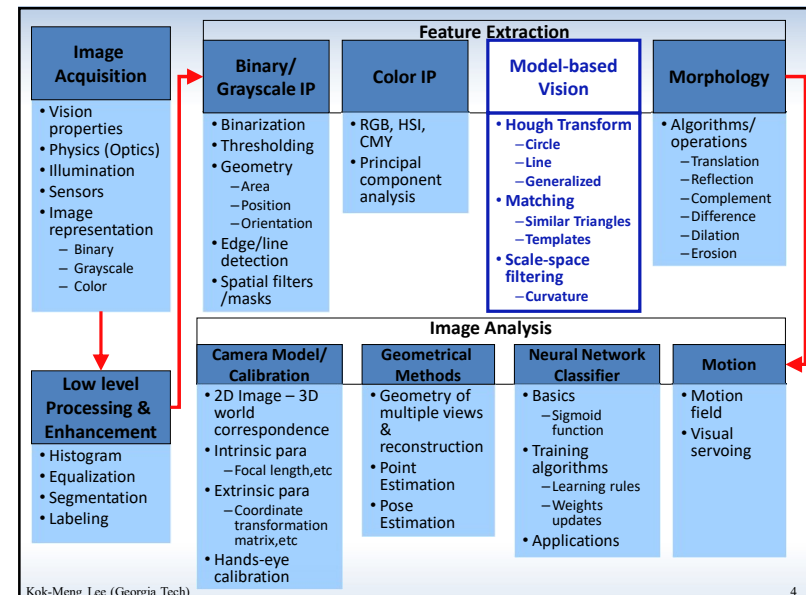 Image
Acquisition
• Vision
properties
• Physics (Optics)
• Illumination
• Sensors
• Image
representation
– Binary
– Grayscale
– Color
Low level
Processing &
Enhancement
• Histogram
• Equalization
• Segmentation
• Labeling
Feature Extraction
Binary/
Grayscale IP
• Binarization
• Thresholding
• Geometry
–Area
–Position
–Orientation
• Edge/line
detection
• Spatial filters
/masks
Color IP
• RGB, HSI,
CMY
• Principal
component
analysis
Model-based
Vision
• Hough Transform
–Circle
–Line
–Generalized
• Matching
–Similar Triangles
–Templates
• Scale-space
filtering
–Curvature
Morphology
• Algorithms/
operations
–Translation
–Reflection
–Complement
–Difference
–Dilation
–Erosion
Image Analysis
Camera Model/
Calibration
• 2D Image – 3D
world
correspondence
• Intrinsic para
–Focal length,etc
• Extrinsic para
–Coordinate
transformation
matrix,etc
• Hands-eye
calibration
Geometrical
Methods
• Geometry of
multiple views
&
reconstruction
• Point
Estimation
• Pose
Estimation
Neural Network
Classifier
• Basics
–Sigmoid
function
• Training
algorithms
–Learning rules
–Weights
updates
• Applications
Motion
• Motion
field
• Visual
servoing
Kok-Meng Lee (Georgia Tech)
4